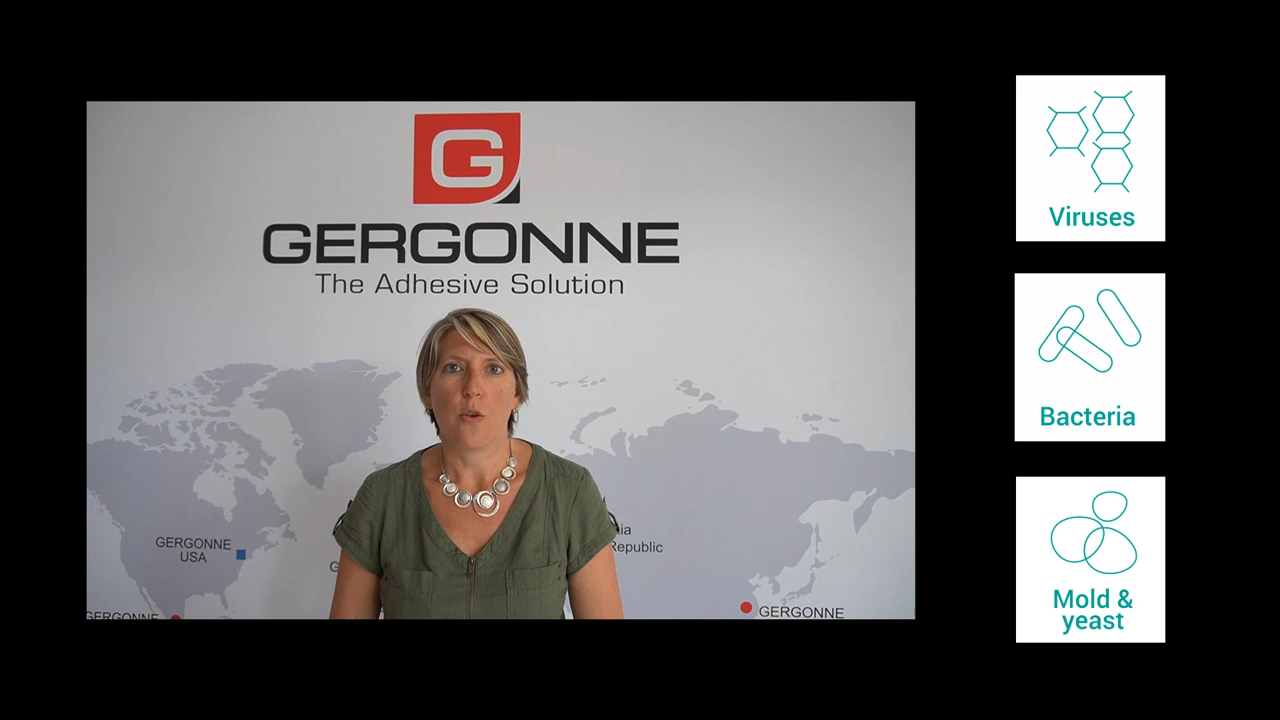 G
GERGONNE
The Adhesive Solution
GERGONNE
USA
Republic
GERGONNE
GERGONNE
Viruses
Bacteria
Mold &
yeast